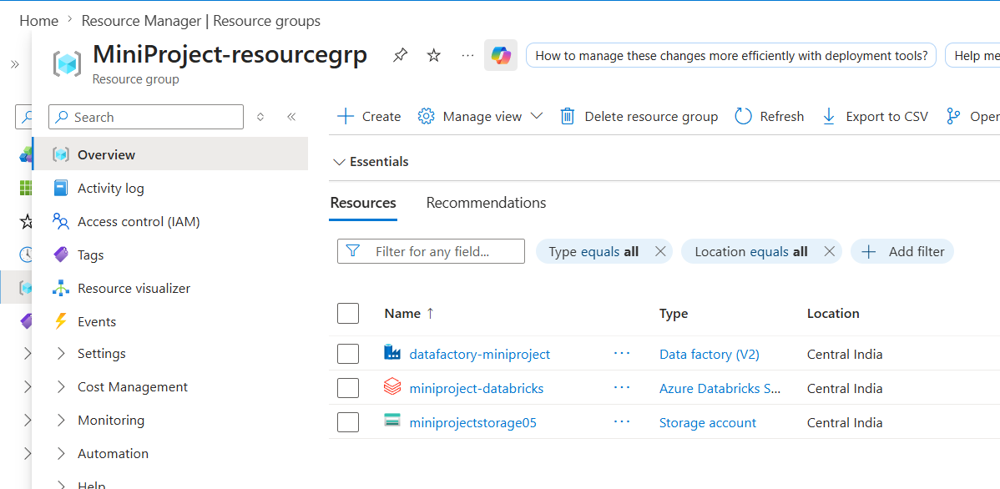 Home > Resource Manager | Resource groups
MiniProject-resourcegrp
How to manage these changes more efficiently with deployment tools?
Help me
Resource group
Search
Create
Manage view
Delete resource group
Refresh
Export to CSV
Open
Overview
Activity log
Access control (IAM)
Tags
Resource visualizer
Events
Settings
Cost Management
Monitoring
Automation
Help
Essentials
Resources Recommendations
Filter for any field...
Type equals all
Location equals all
Add filter
Name ↑ Type Location
datafactory-miniproject ... Data factory (V2) Central India
miniproject-databricks ... Azure Databricks S... Central India
miniprojectstorage05 ... Storage account Central India